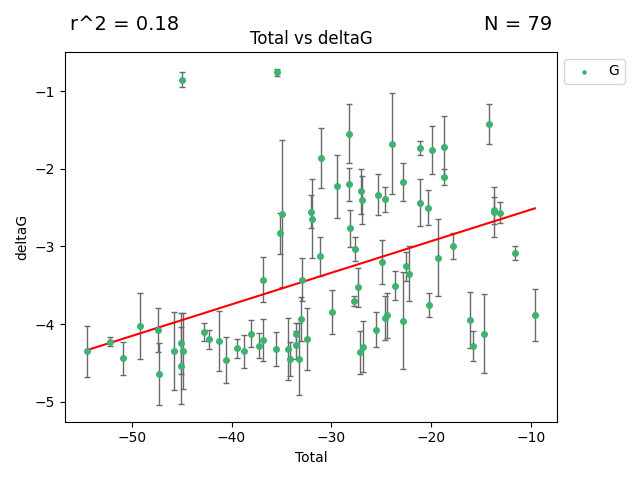 r^2 = 0.18
N = 79
Total vs deltaG
G
−1
−2
−3
−4
−5
deltaG
−50
−40
−30
−20
−10
Total